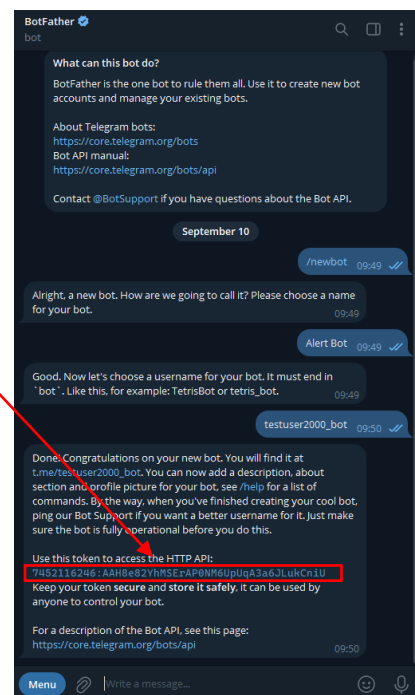 BotFather
bot
What can this bot do?
BotFather is the one bot to rule them all. Use it to create new bot
accounts and manage your existing bots.
About Telegram bots:
https://core.telegram.org/bots
Bot API manual:
https://core.telegram.org/bots/api
Contact @BotSupport if you have questions about the Bot API.
September 10
/newbot 09:49
Alright, a new bot. How are we going to call it? Please choose a name
for your bot.
09:49
Alert Bot 09:49
Good. Now let's choose a username for your bot. It must end in
`bot`. Like this, for example: TetrisBot or tetris_bot.
09:49
testuser2000_bot 09:50
Done! Congratulations on your new bot. You will find it at
t.me/testuser2000_bot. You can now add a description, about
section and profile picture for your bot, see /help for a list of
commands. By the way, when you've finished creating your cool bot,
ping our Bot Support if you want a better username for it. Just make
sure the bot is fully operational before you do this.
Use this token to access the HTTP API:
7452116246:AAH8e82YhMSErAP0NM6UpUqA3a6JLukCniU
Keep your token secure and store it safely, it can be used by
anyone to control your bot.
For a description of the Bot API, see this page:
https://core.telegram.org/bots/api
09:50
Menu
Write a message...